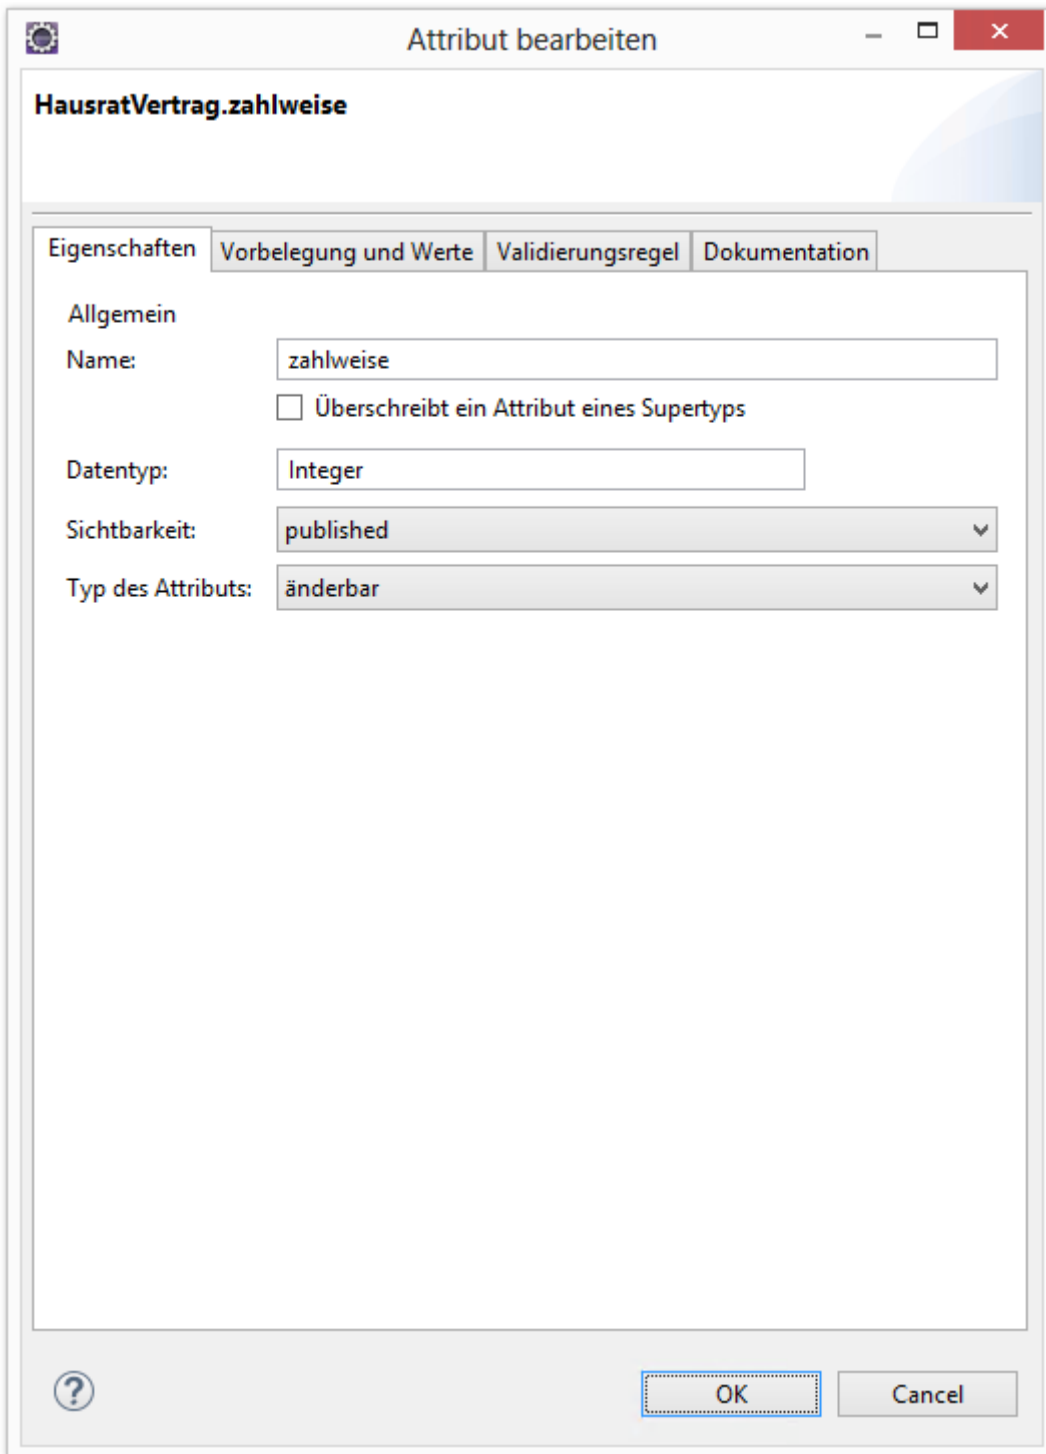 Attribut bearbeiten
HausratVertrag.zahlweise
Eigenschaften Vorbelegung und Werte Validierungsregel Dokumentation
Allgemein
Name: zahlweise
Überschreibt ein Attribut eines Supertyps
Datentyp: Integer
Sichtbarkeit: published
Typ des Attributs: änderbar
? OK Cancel